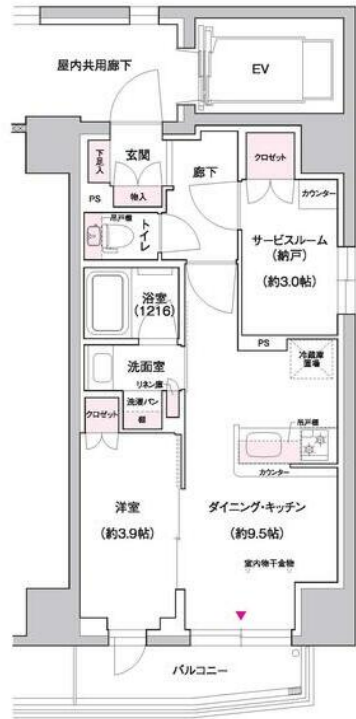 屋内共用廊下
EV
下足入
玄関
廊下
クロゼット
物入
PS
カウンター
吊戸棚
トイレ
サービスルーム
(納戸)
(約3.0帖)
浴室
(1216)
PS
冷蔵庫
置場
洗面室
リネン庫
洗濯パン
棚
クロゼット
吊戸棚
カウンター
洋室
(約3.9帖)
ダイニング・キッチン
(約9.5帖)
室内物干金物
バルコニー